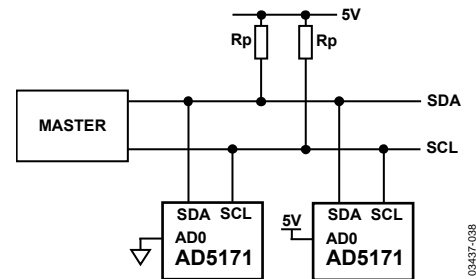 5V
Rp Rp
SDA
MASTER
SCL
SDA SCL
AD0
AD5171
5V
SDA SCL
AD0
AD5171
03437-038